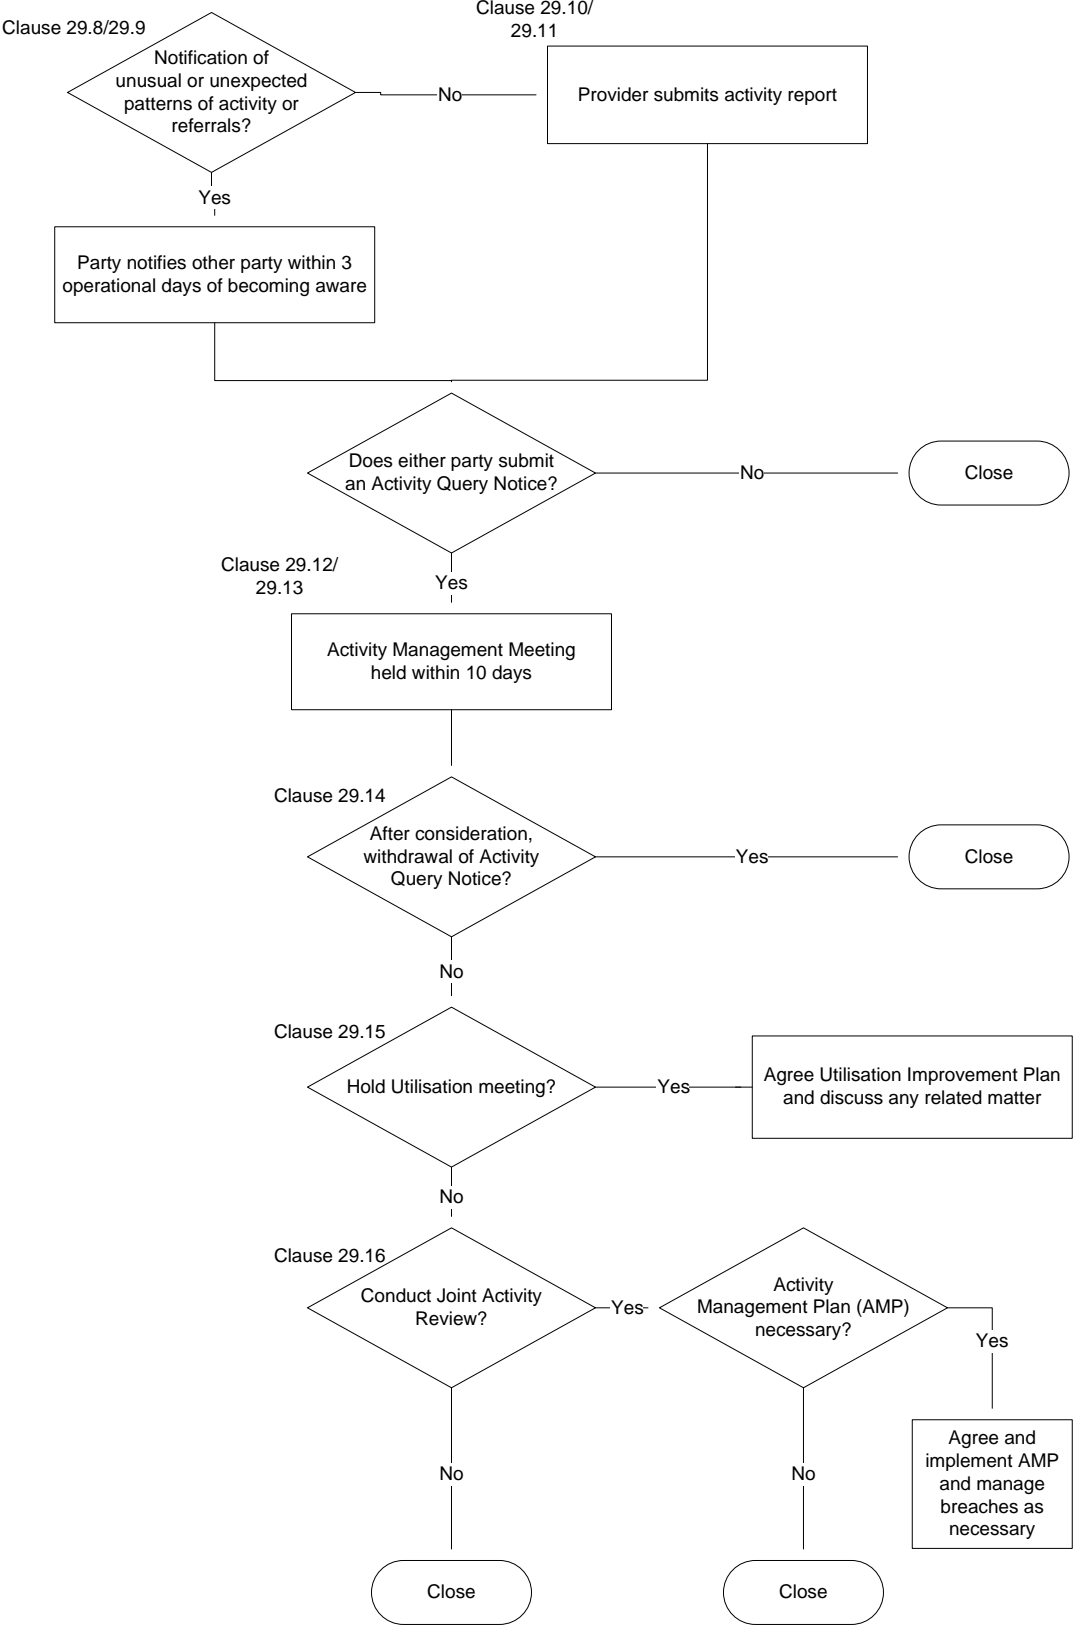 Clause 29.10/
29.11
Clause 29.8/29.9
Notification of
unusual or unexpected
patterns of activity or
referrals?
No
Provider submits activity report
Yes
Party notifies other party within 3
operational days of becoming aware
Does either party submit
an Activity Query Notice?
No
Close
Clause 29.12/
29.13
Yes
Activity Management Meeting
held within 10 days
Clause 29.14
After consideration,
withdrawal of Activity
Query Notice?
Yes
Close
No
Clause 29.15
Hold Utilisation meeting?
Yes
Agree Utilisation Improvement Plan
and discuss any related matter
No
Clause 29.16
Conduct Joint Activity
Review?
Yes
Activity
Management Plan (AMP)
necessary?
Yes
No
No
Agree and
implement AMP
and manage
breaches as
necessary
Close
Close